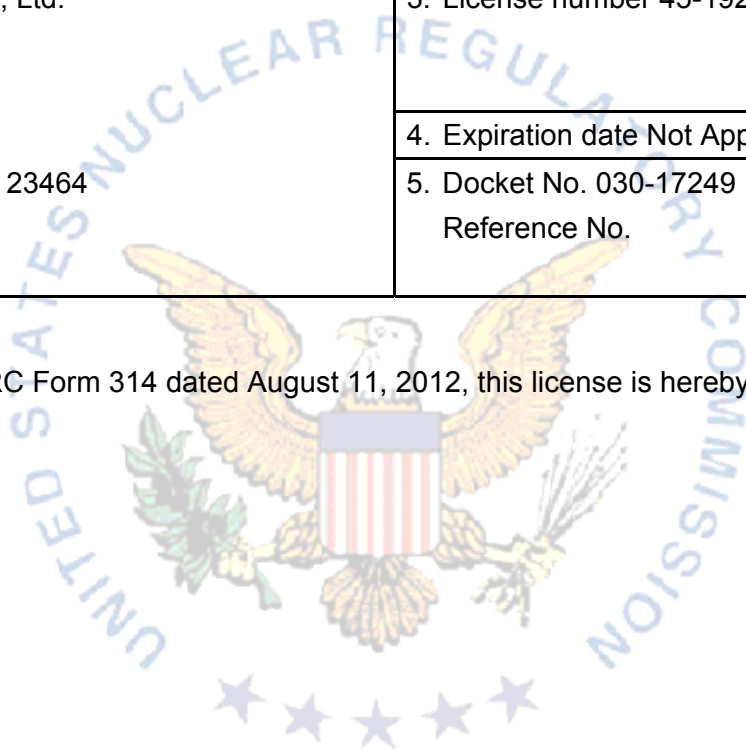 , Ltd.
3. License number 45-192
4. Expiration date Not App
23464
5. Docket No. 030-17249
Reference No.
RC Form 314 dated August 11, 2012, this license is hereby
UNITED STATES NUCLEAR REGULATORY COMMISSION